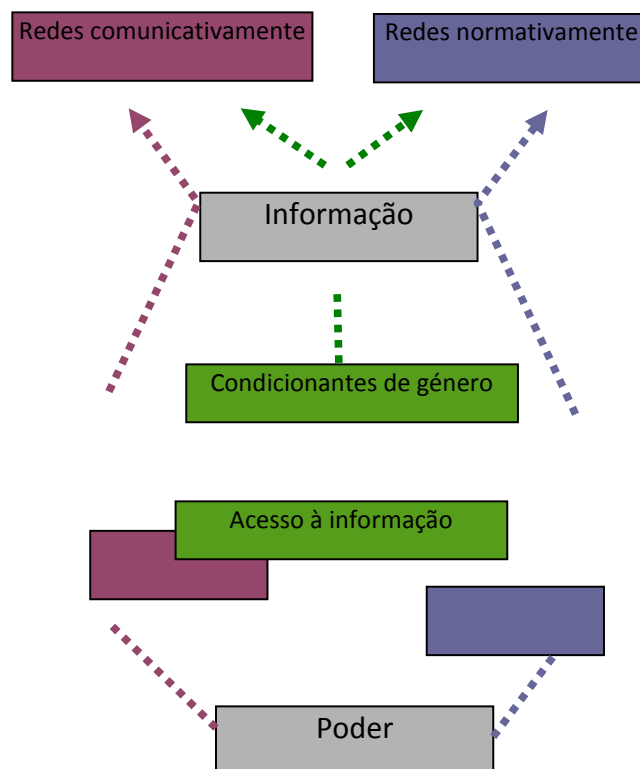 Redes comunicativamente
Redes normativamente
Informação
Condicionantes de género
Acesso à informação
Poder